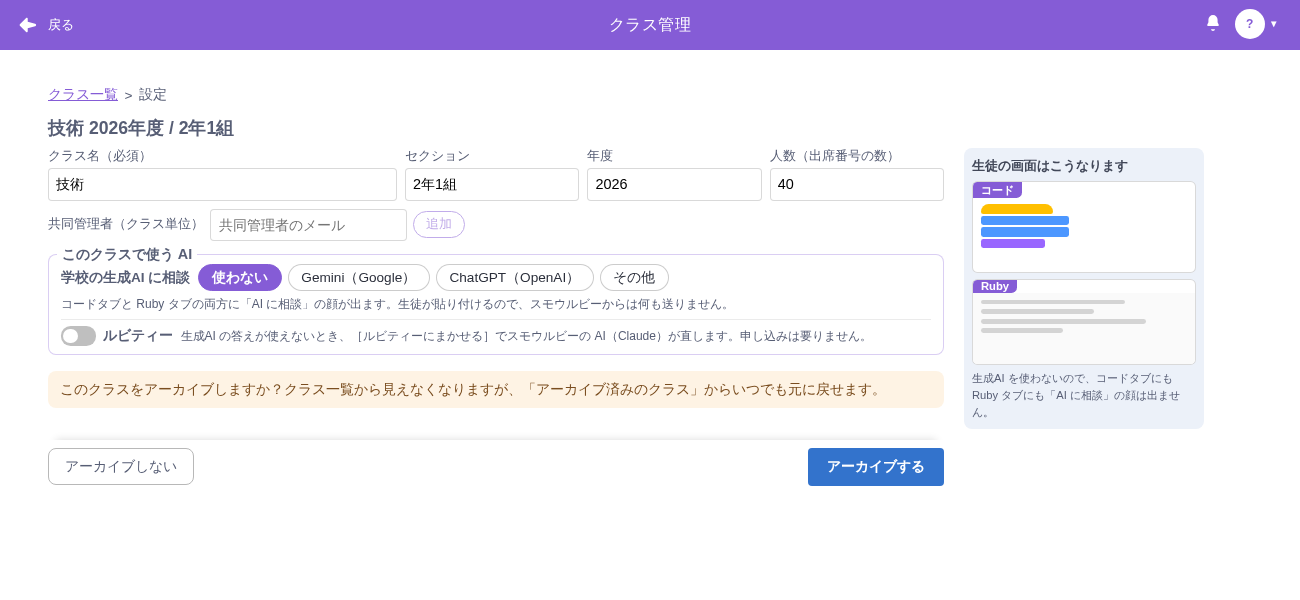 戻る
クラス管理
?
クラス一覧 > 設定
技術 2026年度 / 2年1組
クラス名（必須）
セクション
年度
人数（出席番号の数）
技術
2年1組
2026
40
共同管理者（クラス単位）
共同管理者のメール
追加
このクラスで使う AI
学校の生成AI に相談
使わない
Gemini（Google）
ChatGPT（OpenAI）
その他
コードタブと Ruby タブの両方に「AI に相談」の顔が出ます。生徒が貼り付けるので、スモウルビーからは何も送りません。
ルビティー
生成AI の答えが使えないとき、［ルビティーにまかせる］でスモウルビーの AI（Claude）が直します。申し込みは要りません。
このクラスをアーカイブしますか？クラス一覧から見えなくなりますが、「アーカイブ済みのクラス」からいつでも元に戻せます。
アーカイブしない
アーカイブする
生徒の画面はこうなります
コード
Ruby
生成AI を使わないので、コードタブにも
Ruby タブにも「AI に相談」の顔は出ませ
ん。